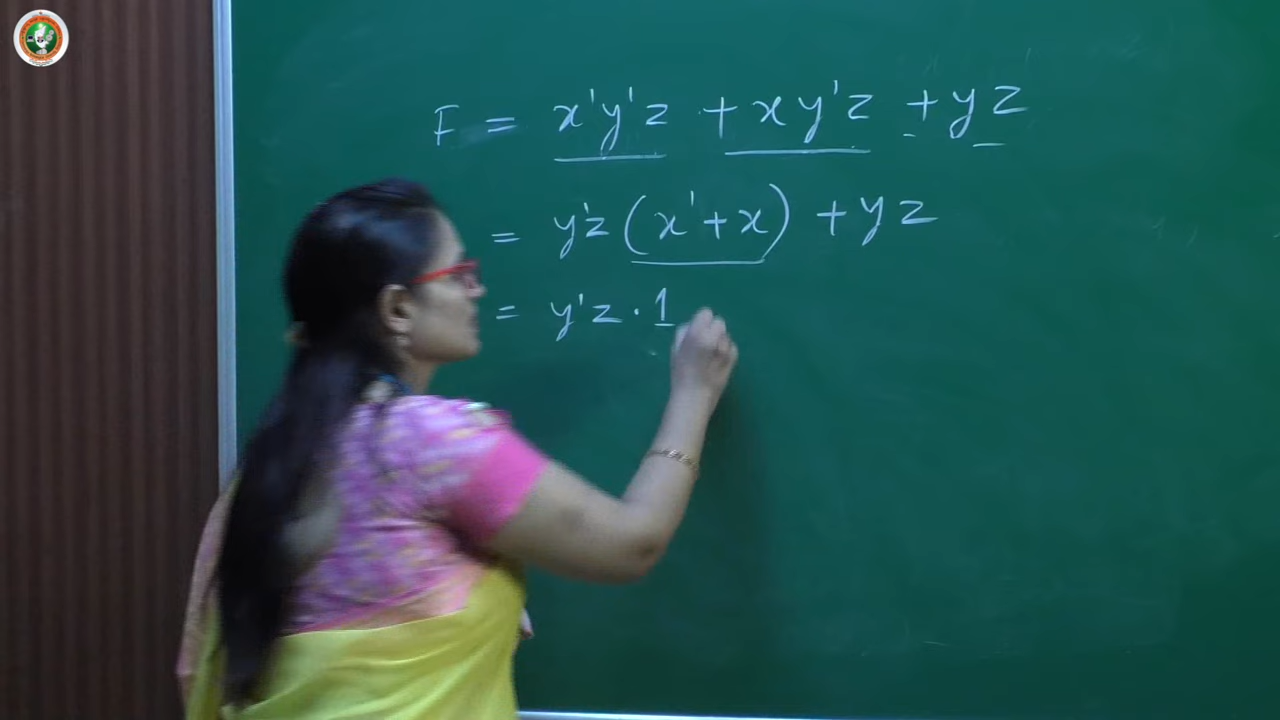 F = x'y'z + xy'z + yz
= y'z (x' + x) + yz
= y'z · 1